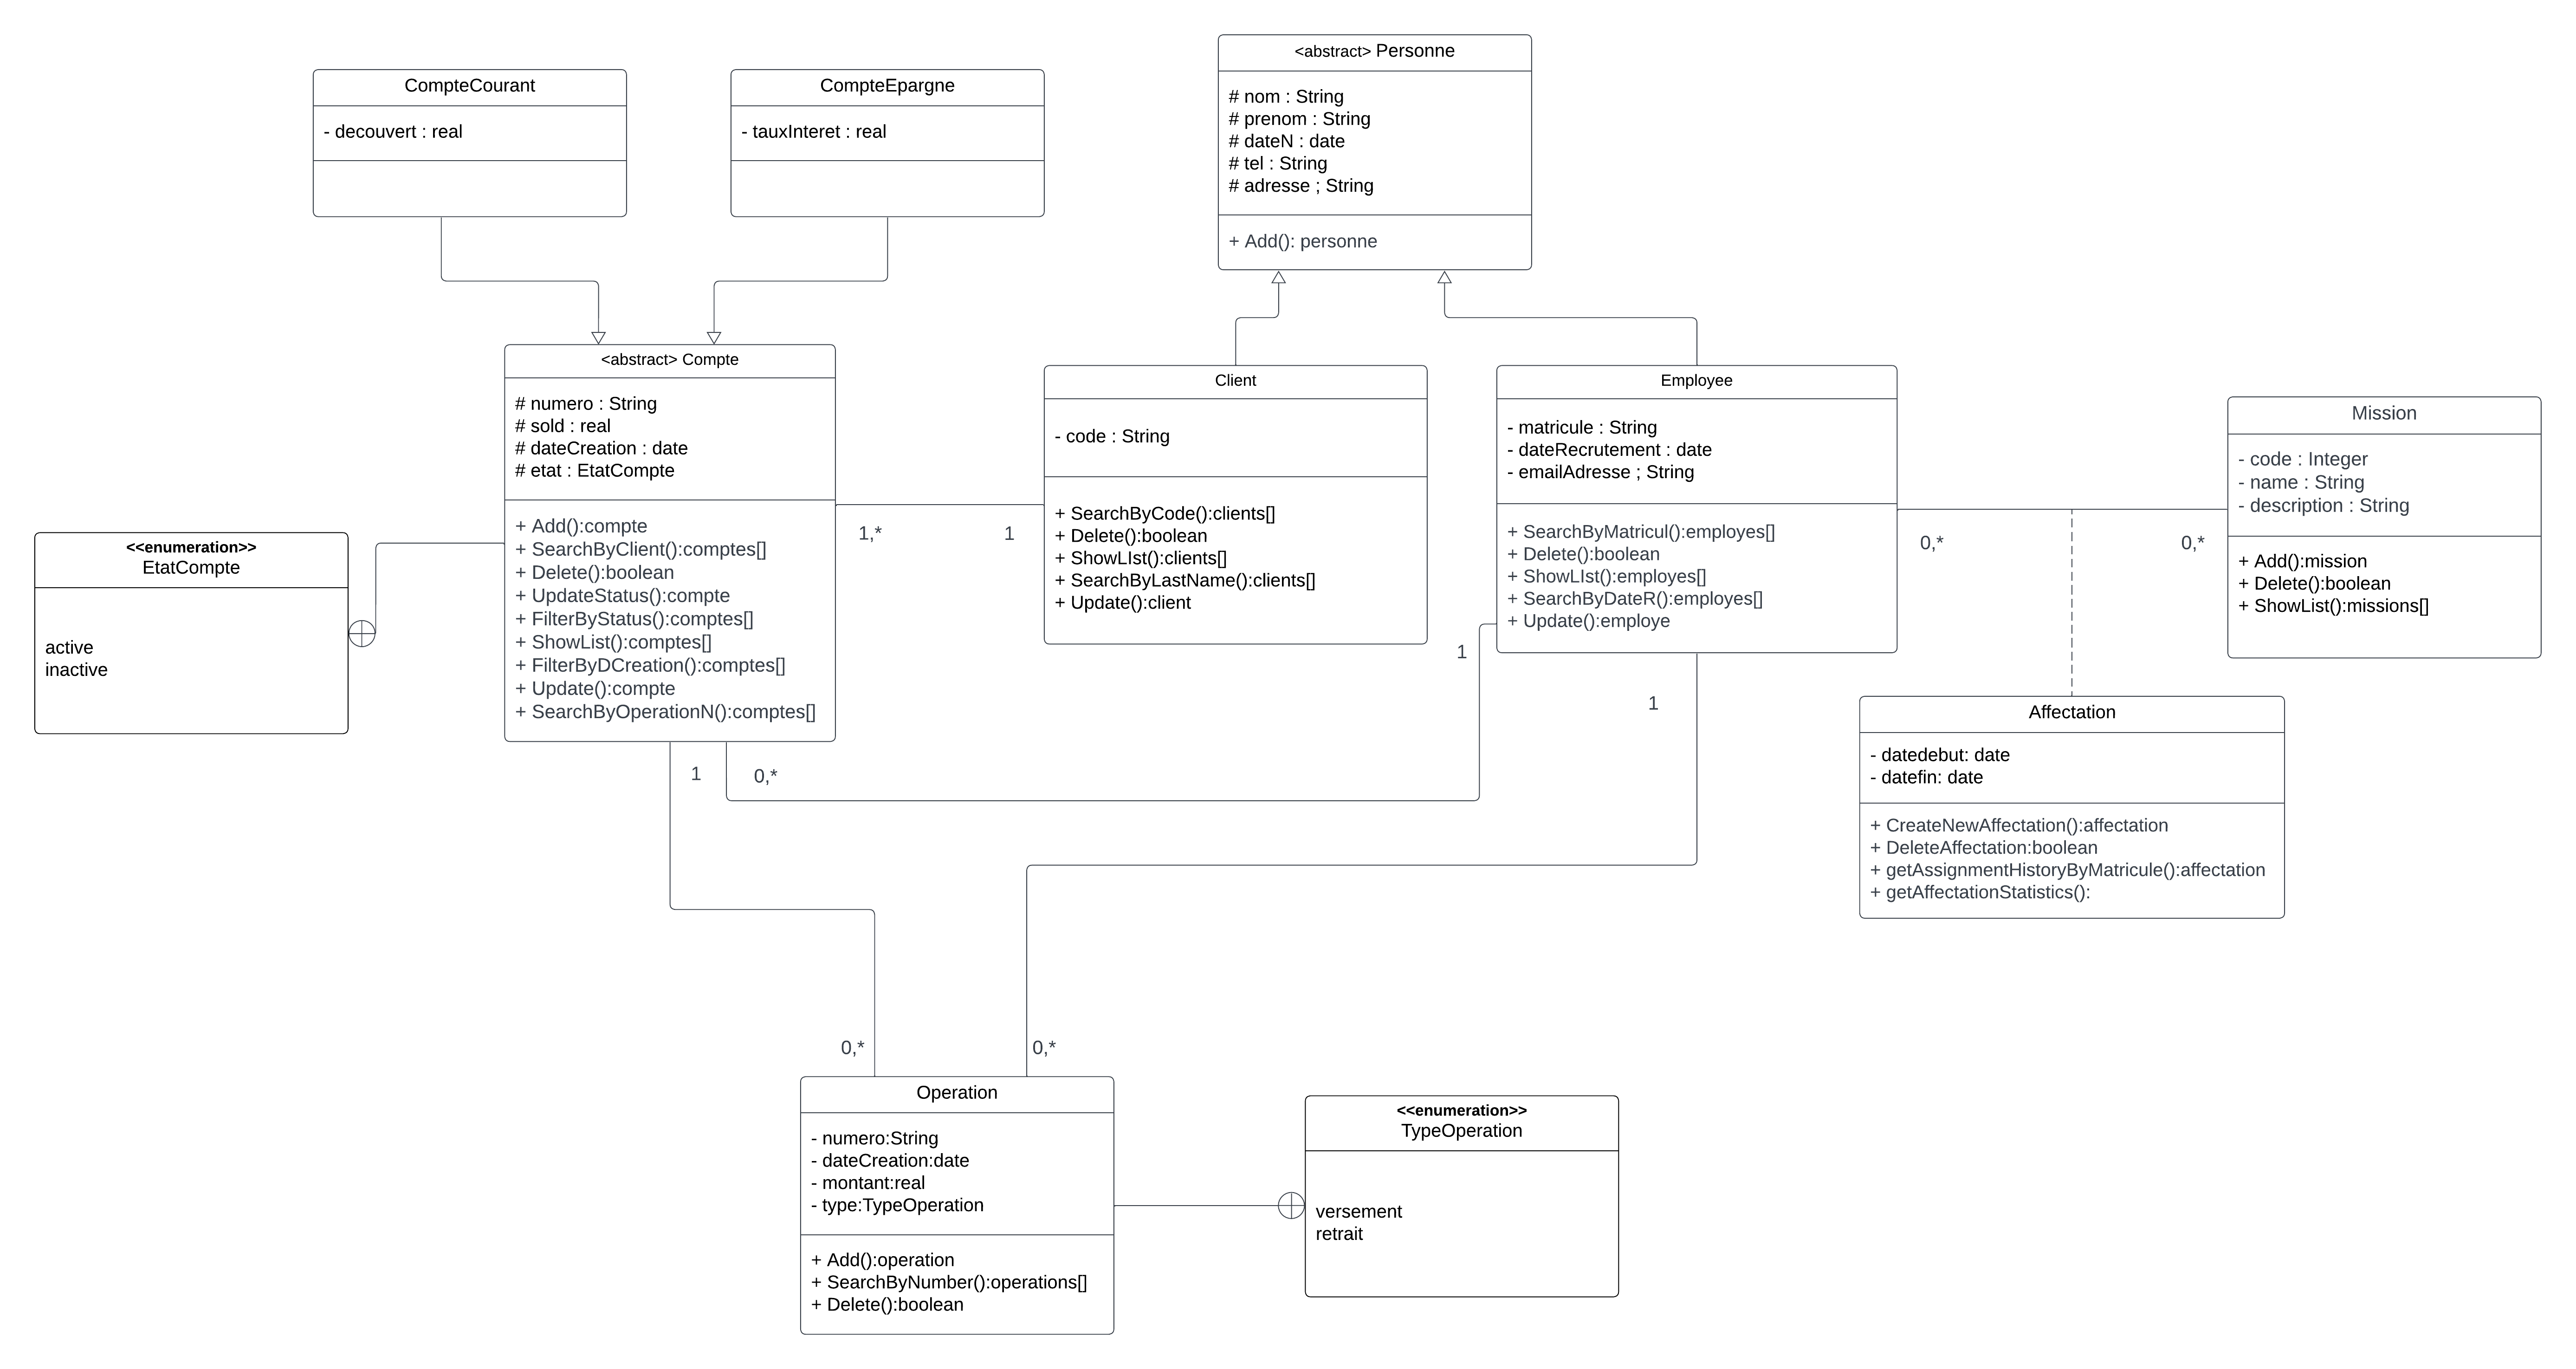 CompteCourant
- decouvert : real
CompteEpargne
- tauxInteret : real
<abstract> Personne
# nom : String
# prenom : String
# dateN : date
# tel : String
# adresse ; String
+ Add(): personne
<abstract> Compte
# numero : String
# sold : real
# dateCreation : date
# etat : EtatCompte
+ Add():compte
+ SearchByClient():comptes[]
+ Delete():boolean
+ UpdateStatus():compte
+ FilterByStatus():comptes[]
+ ShowList():comptes[]
+ FilterByDCreation():comptes[]
+ Update():compte
+ SearchByOperationN():comptes[]
1,*
1
Client
- code : String
+ SearchByCode():clients[]
+ Delete():boolean
+ ShowLIst():clients[]
+ SearchByLastName():clients[]
+ Update():client
Employee
- matricule : String
- dateRecrutement : date
- emailAdresse ; String
+ SearchByMatricul():employes[]
+ Delete():boolean
+ ShowLIst():employes[]
+ SearchByDateR():employes[]
+ Update():employe
0,*
0,*
Mission
- code : Integer
- name : String
- description : String
+ Add():mission
+ Delete():boolean
+ ShowList():missions[]
<<enumeration>>
EtatCompte
active
inactive
1
1
Affectation
- datedebut: date
- datefin: date
+ CreateNewAffectation():affectation
+ DeleteAffectation:boolean
+ getAssignmentHistoryByMatricule():affectation
+ getAffectationStatistics():
1
0,*
0,*
0,*
Operation
- numero:String
- dateCreation:date
- montant:real
- type:TypeOperation
+ Add():operation
+ SearchByNumber():operations[]
+ Delete():boolean
<<enumeration>>
TypeOperation
versement
retrait